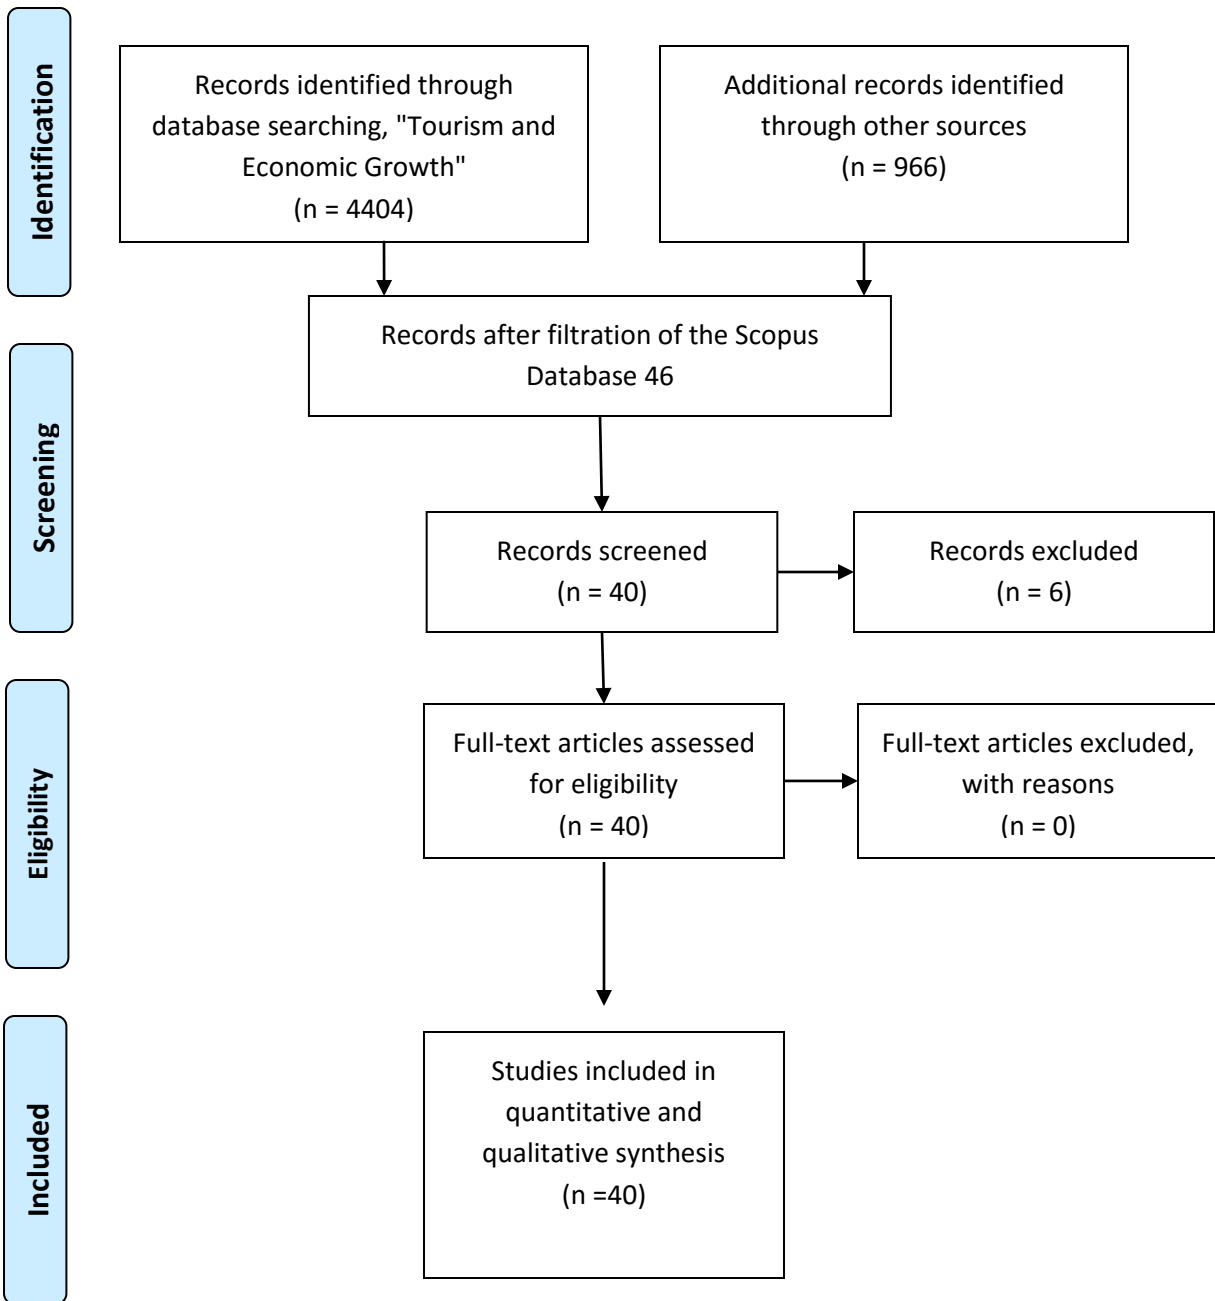 Identification
Records identified through
database searching, "Tourism and
Economic Growth"
(n = 4404)
Additional records identified
through other sources
(n = 966)
Records after filtration of the Scopus
Database 46
Screening
Records screened
(n = 40)
Records excluded
(n = 6)
Eligibility
Full-text articles assessed
for eligibility
(n = 40)
Full-text articles excluded,
with reasons
(n = 0)
Included
Studies included in
quantitative and
qualitative synthesis
(n =40)